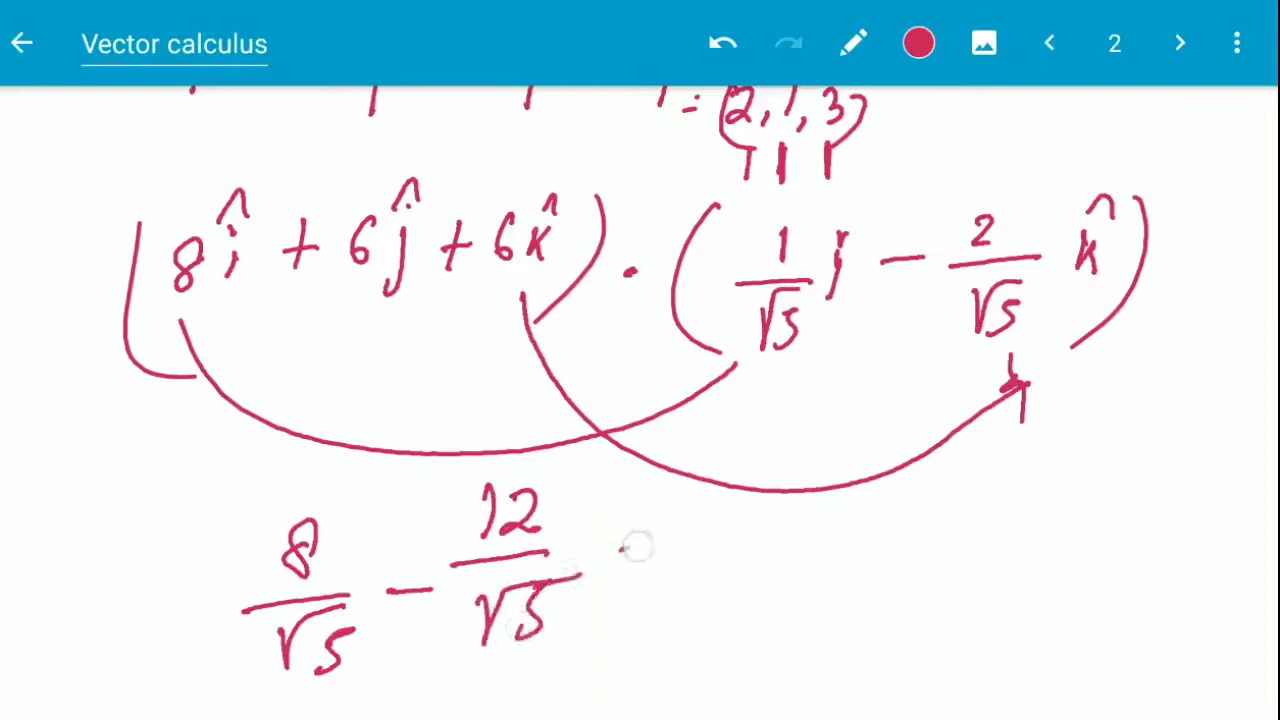 Vector calculus 2
= (2, 1, 3)
(8î + 6ĵ + 6k̂) · (1/√5 j − 2/√5 k̂)
8/√5 − 12/√5